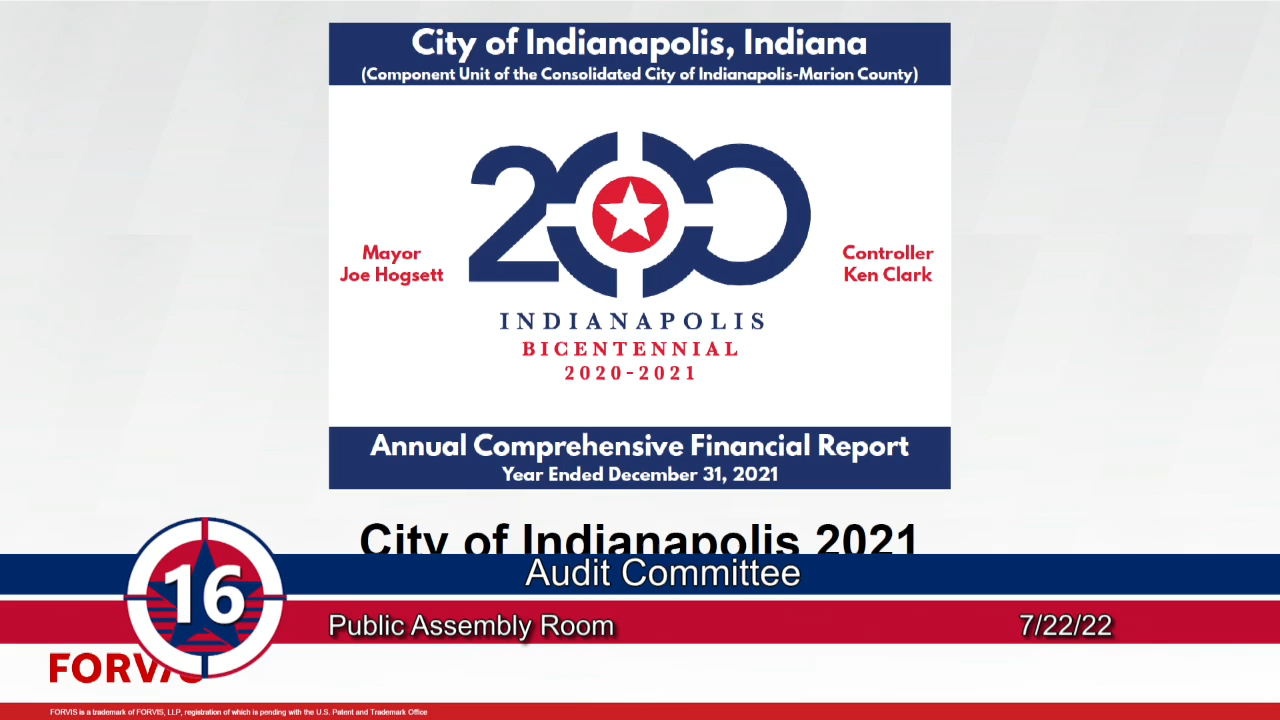 City of Indianapolis, Indiana
(Component Unit of the Consolidated City of Indianapolis-Marion County)
200
Mayor
Joe Hogsett
Controller
Ken Clark
INDIANAPOLIS
BICENTENNIAL
2020-2021
Annual Comprehensive Financial Report
Year Ended December 31, 2021
City of Indianapolis 2021
Audit Committee
16
Public Assembly Room
7/22/22
FORVIS
FORVIS is a trademark of FORVIS, LLP, registration of which is pending with the U.S. Patent and Trademark Office